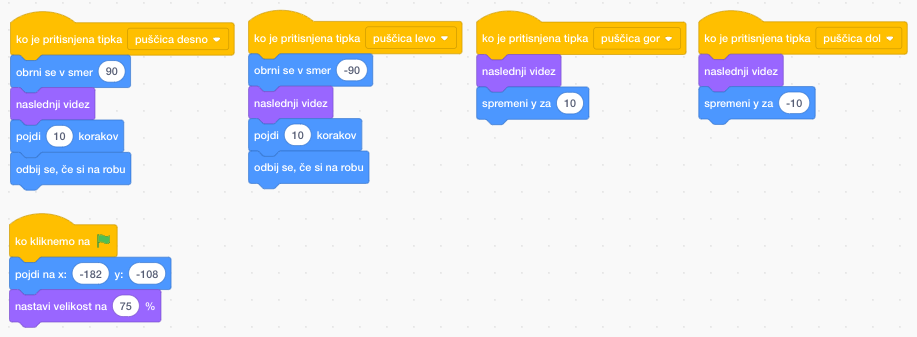 ko je pritisnjena tipka puščica desno
obrni se v smer 90
naslednji videz
pojdi 10 korakov
odbij se, če si na robu
ko je pritisnjena tipka puščica levo
obrni se v smer -90
naslednji videz
pojdi 10 korakov
odbij se, če si na robu
ko je pritisnjena tipka puščica gor
naslednji videz
spremeni y za 10
ko je pritisnjena tipka puščica dol
naslednji videz
spremeni y za -10
ko kliknemo na
pojdi na x: -182 y: -108
nastavi velikost na 75 %